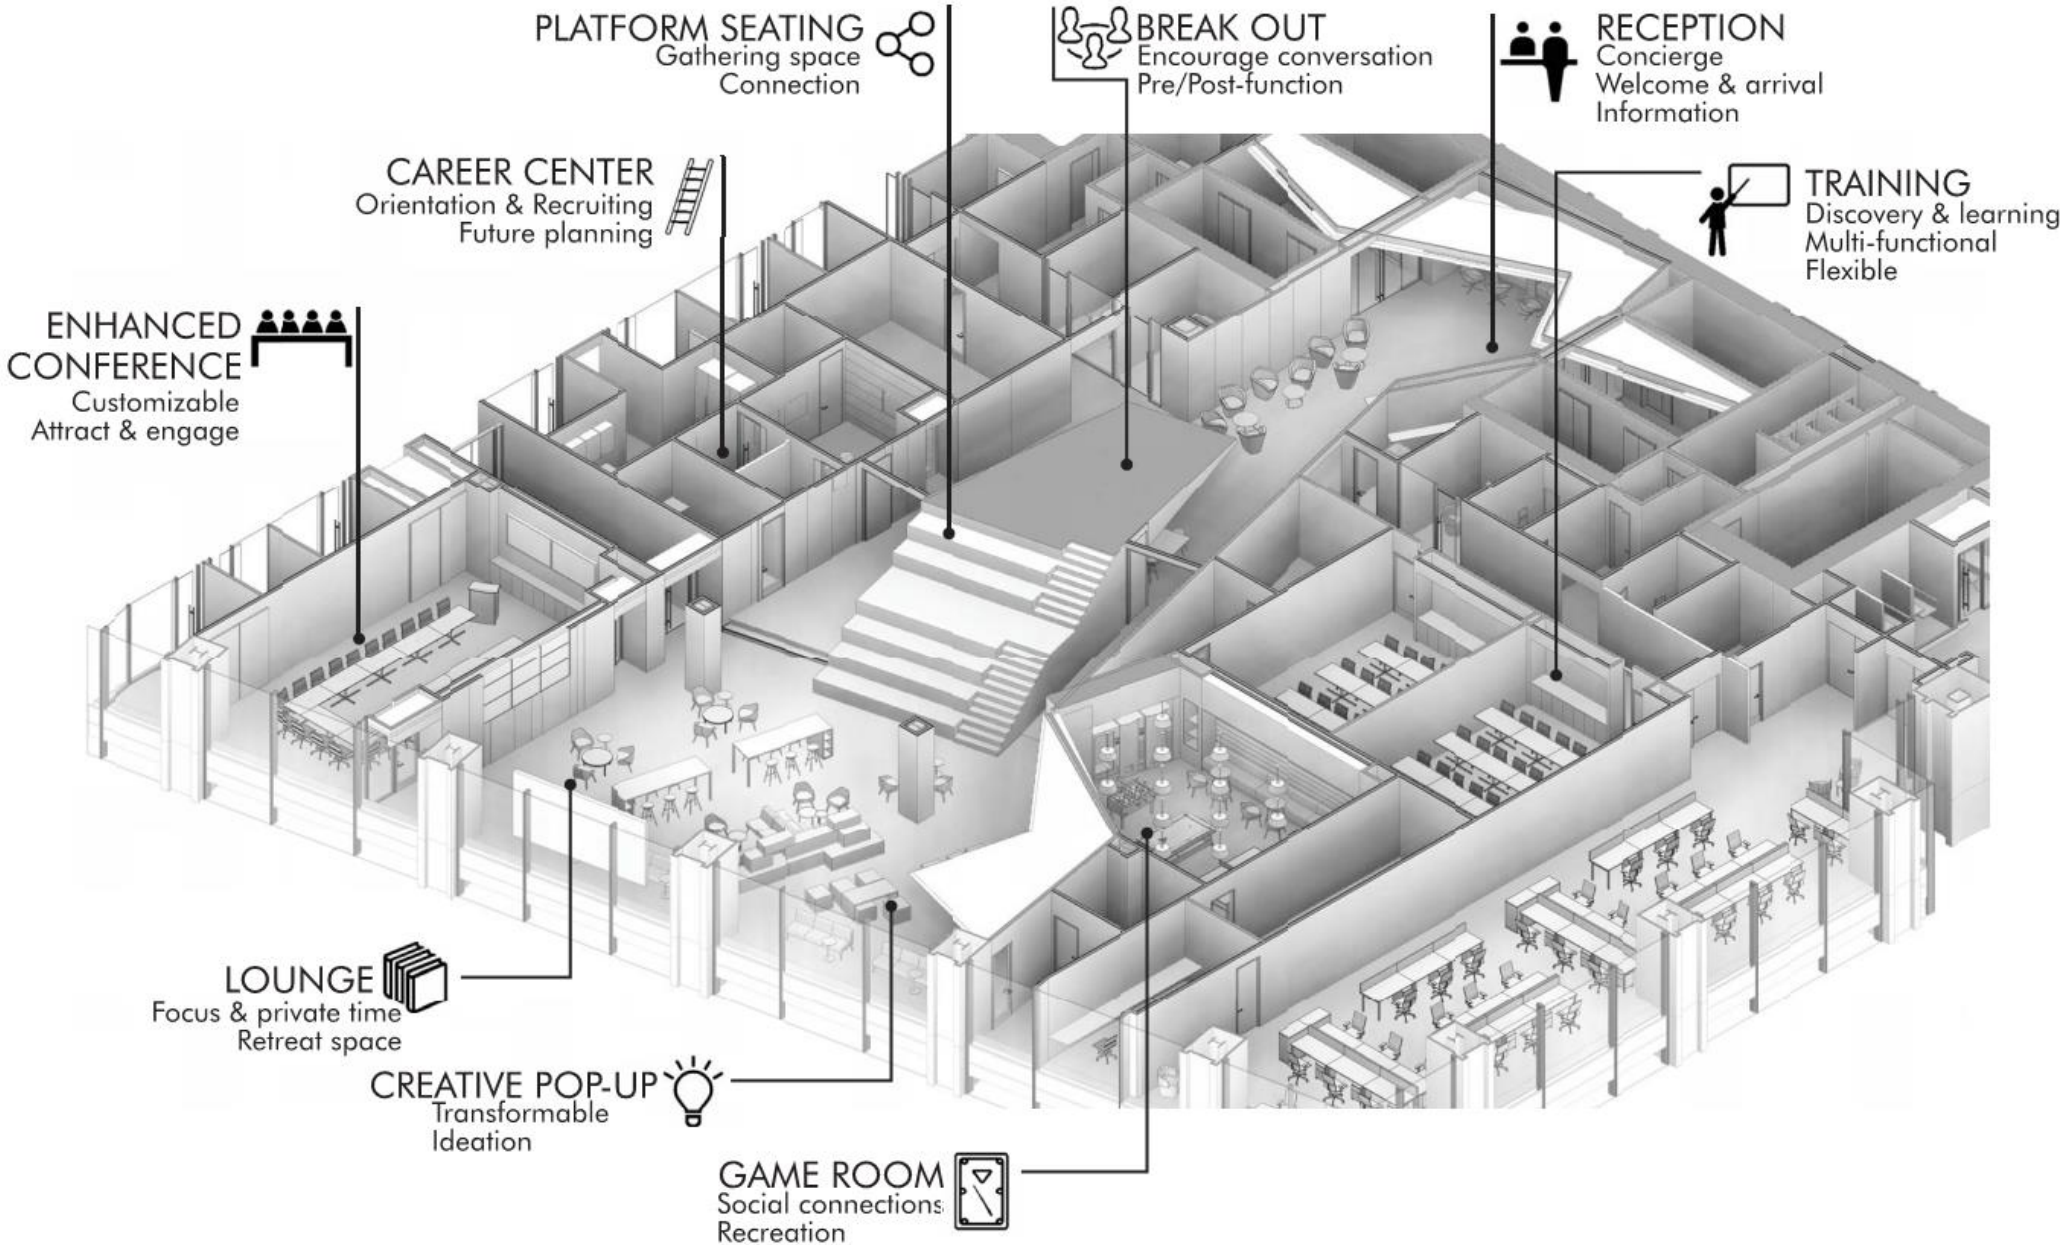 PLATFORM SEATING
Gathering space
Connection
BREAK OUT
Encourage conversation
Pre/Post-function
RECEPTION
Concierge
Welcome & arrival
Information
CAREER CENTER
Orientation & Recruiting
Future planning
TRAINING
Discovery & learning
Multi-functional
Flexible
ENHANCED
CONFERENCE
Customizable
Attract & engage
LOUNGE
Focus & private time
Retreat space
CREATIVE POP-UP
Transformable
Ideation
GAME ROOM
Social connections
Recreation